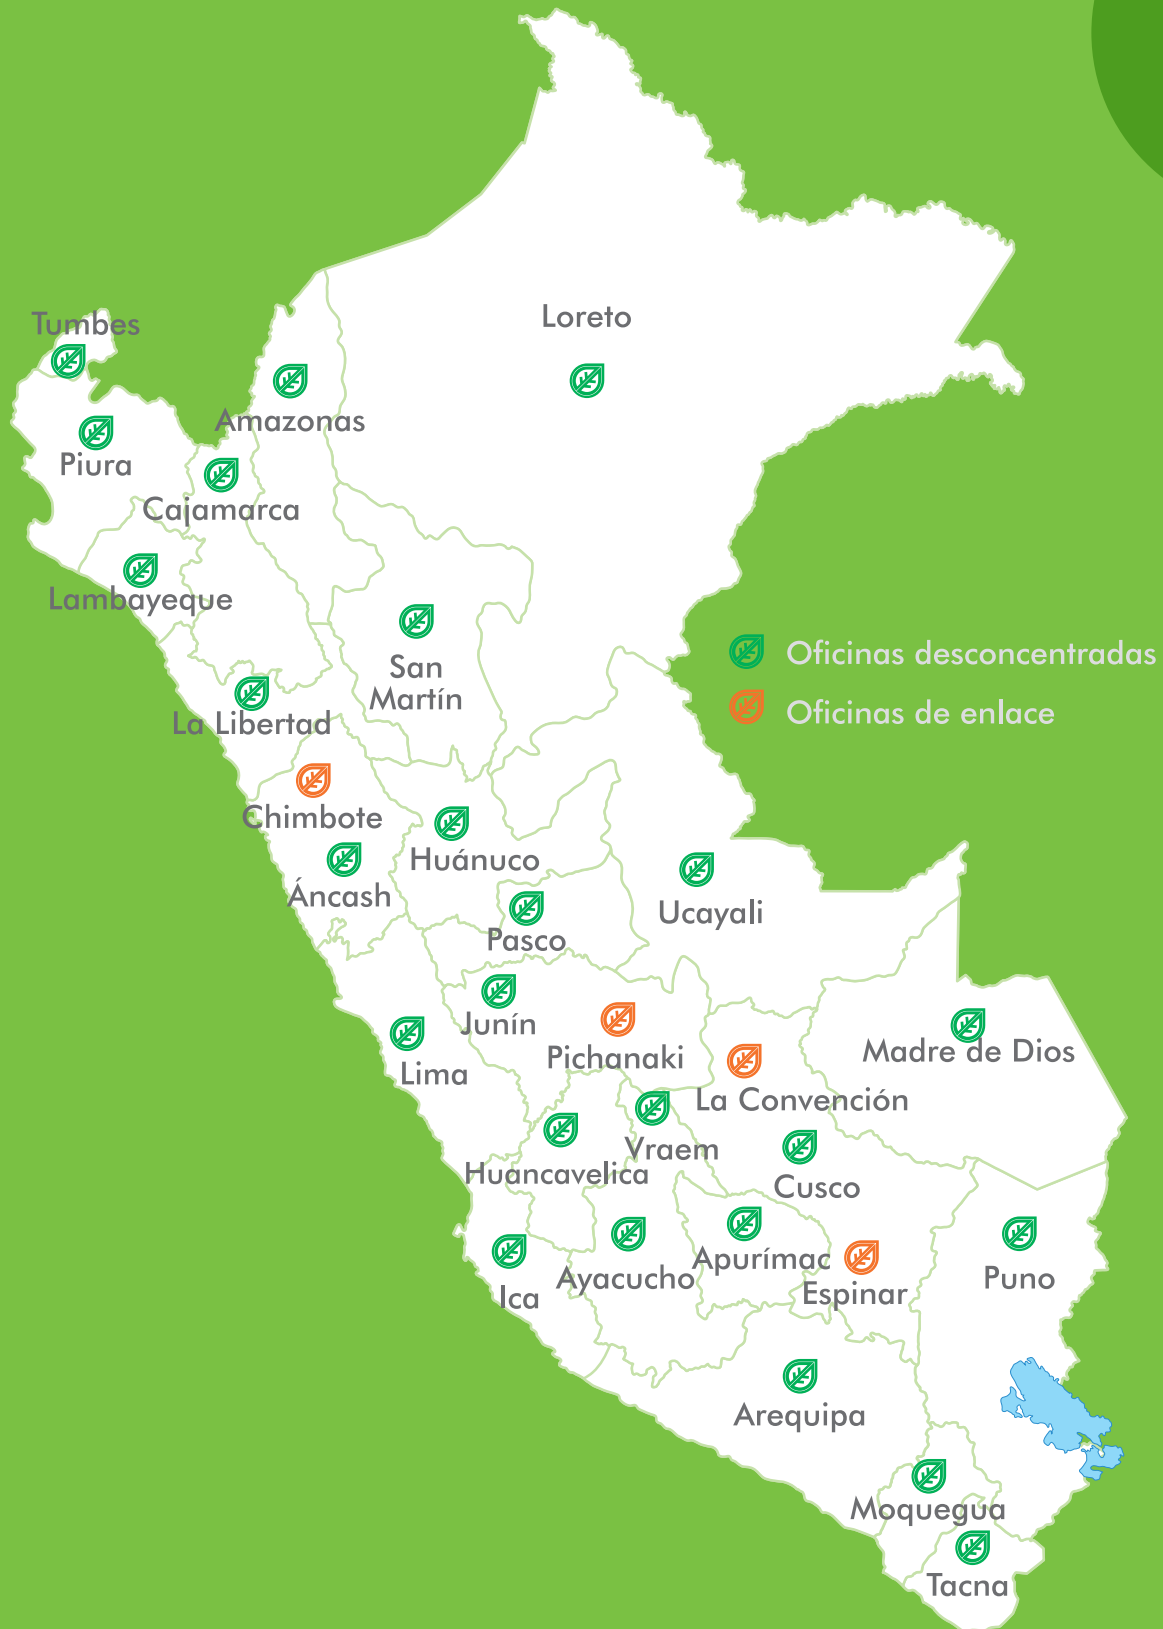 Loreto
Tumbes
Amazonas
Piura
Cajamarca
Lambayeque
Oficinas desconcentradas
San
Martín
Oficinas de enlace
La Libertad
Chimbote
Huánuco
Áncash
Ucayali
Pasco
Junín
Pichanaki
Madre de Dios
Lima
La Convención
Vraem
Huancavelica
Cusco
Apurímac
Ayacucho
Puno
Espinar
Ica
Arequipa
Moquegua
Tacna